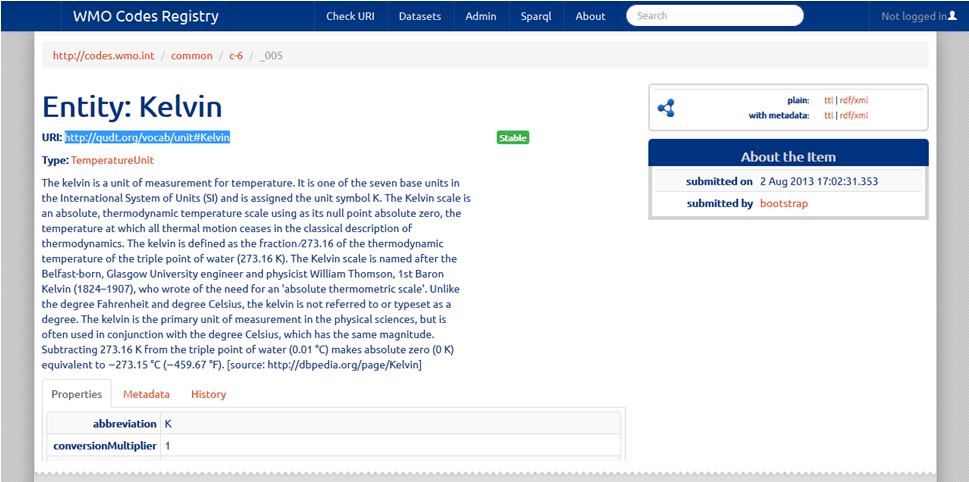 WMO Codes Registry Check URI Datasets Admin Sparql About Search Not logged in
http://codes.wmo.int / common / c-6 / _005
Entity: Kelvin
URI: http://qudt.org/vocab/unit#Kelvin Stable
Type: TemperatureUnit
The kelvin is a unit of measurement for temperature. It is one of the seven base units in
the International System of Units (SI) and is assigned the unit symbol K. The Kelvin scale is
an absolute, thermodynamic temperature scale using as its null point absolute zero, the
temperature at which all thermal motion ceases in the classical description of
thermodynamics. The kelvin is defined as the fraction ⁄273.16 of the thermodynamic
temperature of the triple point of water (273.16 K). The Kelvin scale is named after the
Belfast-born, Glasgow University engineer and physicist William Thomson, 1st Baron
Kelvin (1824–1907), who wrote of the need for an 'absolute thermometric scale'. Unlike
the degree Fahrenheit and degree Celsius, the kelvin is not referred to or typeset as a
degree. The kelvin is the primary unit of measurement in the physical sciences, but is
often used in conjunction with the degree Celsius, which has the same magnitude.
Subtracting 273.16 K from the triple point of water (0.01 °C) makes absolute zero (0 K)
equivalent to −273.15 °C (−459.67 °F). [source: http://dbpedia.org/page/Kelvin]
Properties Metadata History
abbreviation K
conversionMultiplier 1
plain: ttl | rdf/xml
with metadata: ttl | rdf/xml
About the Item
submitted on 2 Aug 2013 17:02:31.353
submitted by bootstrap